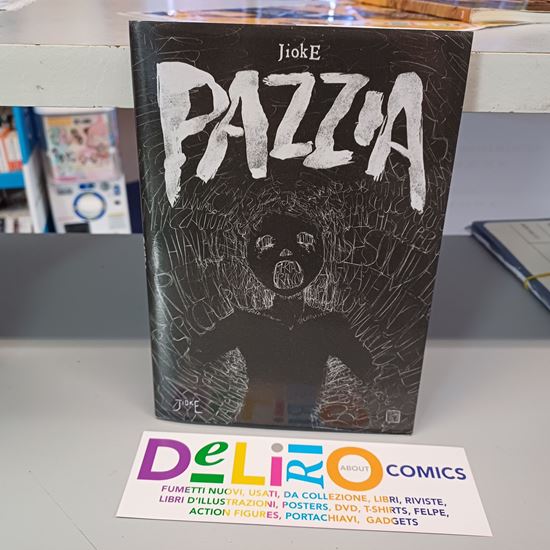 JiokE
PAZZIA
JiokE
DeLiRiO ABOUT COMICS
FUMETTI NUOVI, USATI, DA COLLEZIONE, LIBRI, RIVISTE,
LIBRI D'ILLUSTRAZIONI, POSTERS, DVD, T-SHIRTS, FELPE,
ACTION FIGURES, PORTACHIAVI, GADGETS